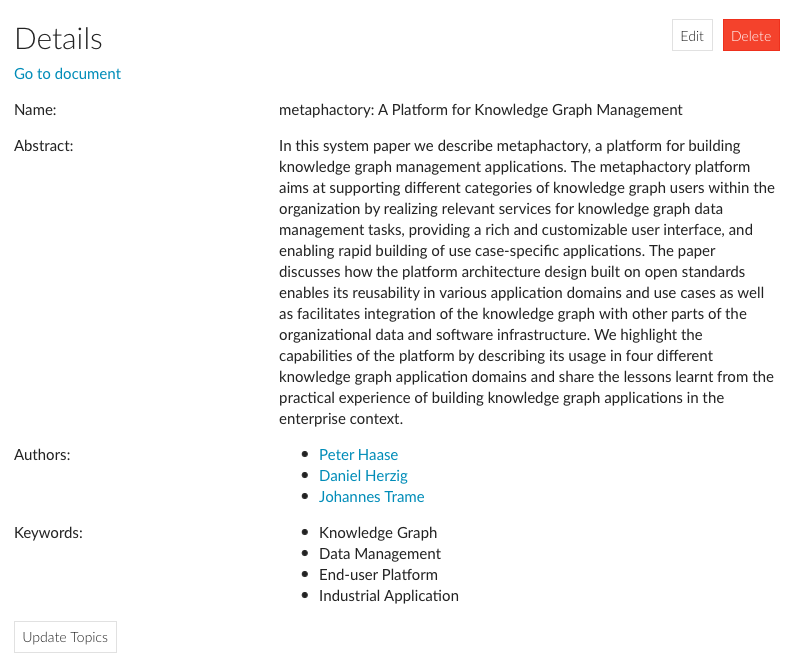 Details
Edit
Delete
Go to document
Name:
metaphactory: A Platform for Knowledge Graph Management
Abstract:
In this system paper we describe metaphactory, a platform for building
knowledge graph management applications. The metaphactory platform
aims at supporting different categories of knowledge graph users within the
organization by realizing relevant services for knowledge graph data
management tasks, providing a rich and customizable user interface, and
enabling rapid building of use case-specific applications. The paper
discusses how the platform architecture design built on open standards
enables its reusability in various application domains and use cases as well
as facilitates integration of the knowledge graph with other parts of the
organizational data and software infrastructure. We highlight the
capabilities of the platform by describing its usage in four different
knowledge graph application domains and share the lessons learnt from the
practical experience of building knowledge graph applications in the
enterprise context.
Authors:
• Peter Haase
• Daniel Herzig
• Johannes Trame
Keywords:
• Knowledge Graph
• Data Management
• End-user Platform
• Industrial Application
Update Topics